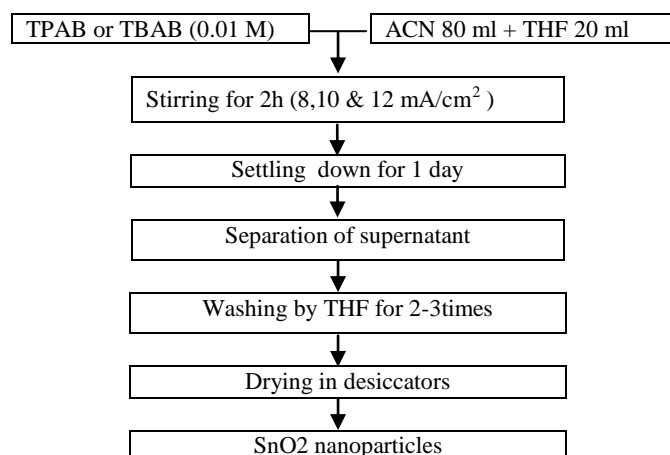 TPAB or TBAB (0.01 M)
ACN 80 ml + THF 20 ml
Stirring for 2h (8,10 & 12 mA/cm²)
Settling down for 1 day
Separation of supernatant
Washing by THF for 2-3times
Drying in desiccators
SnO2 nanoparticles